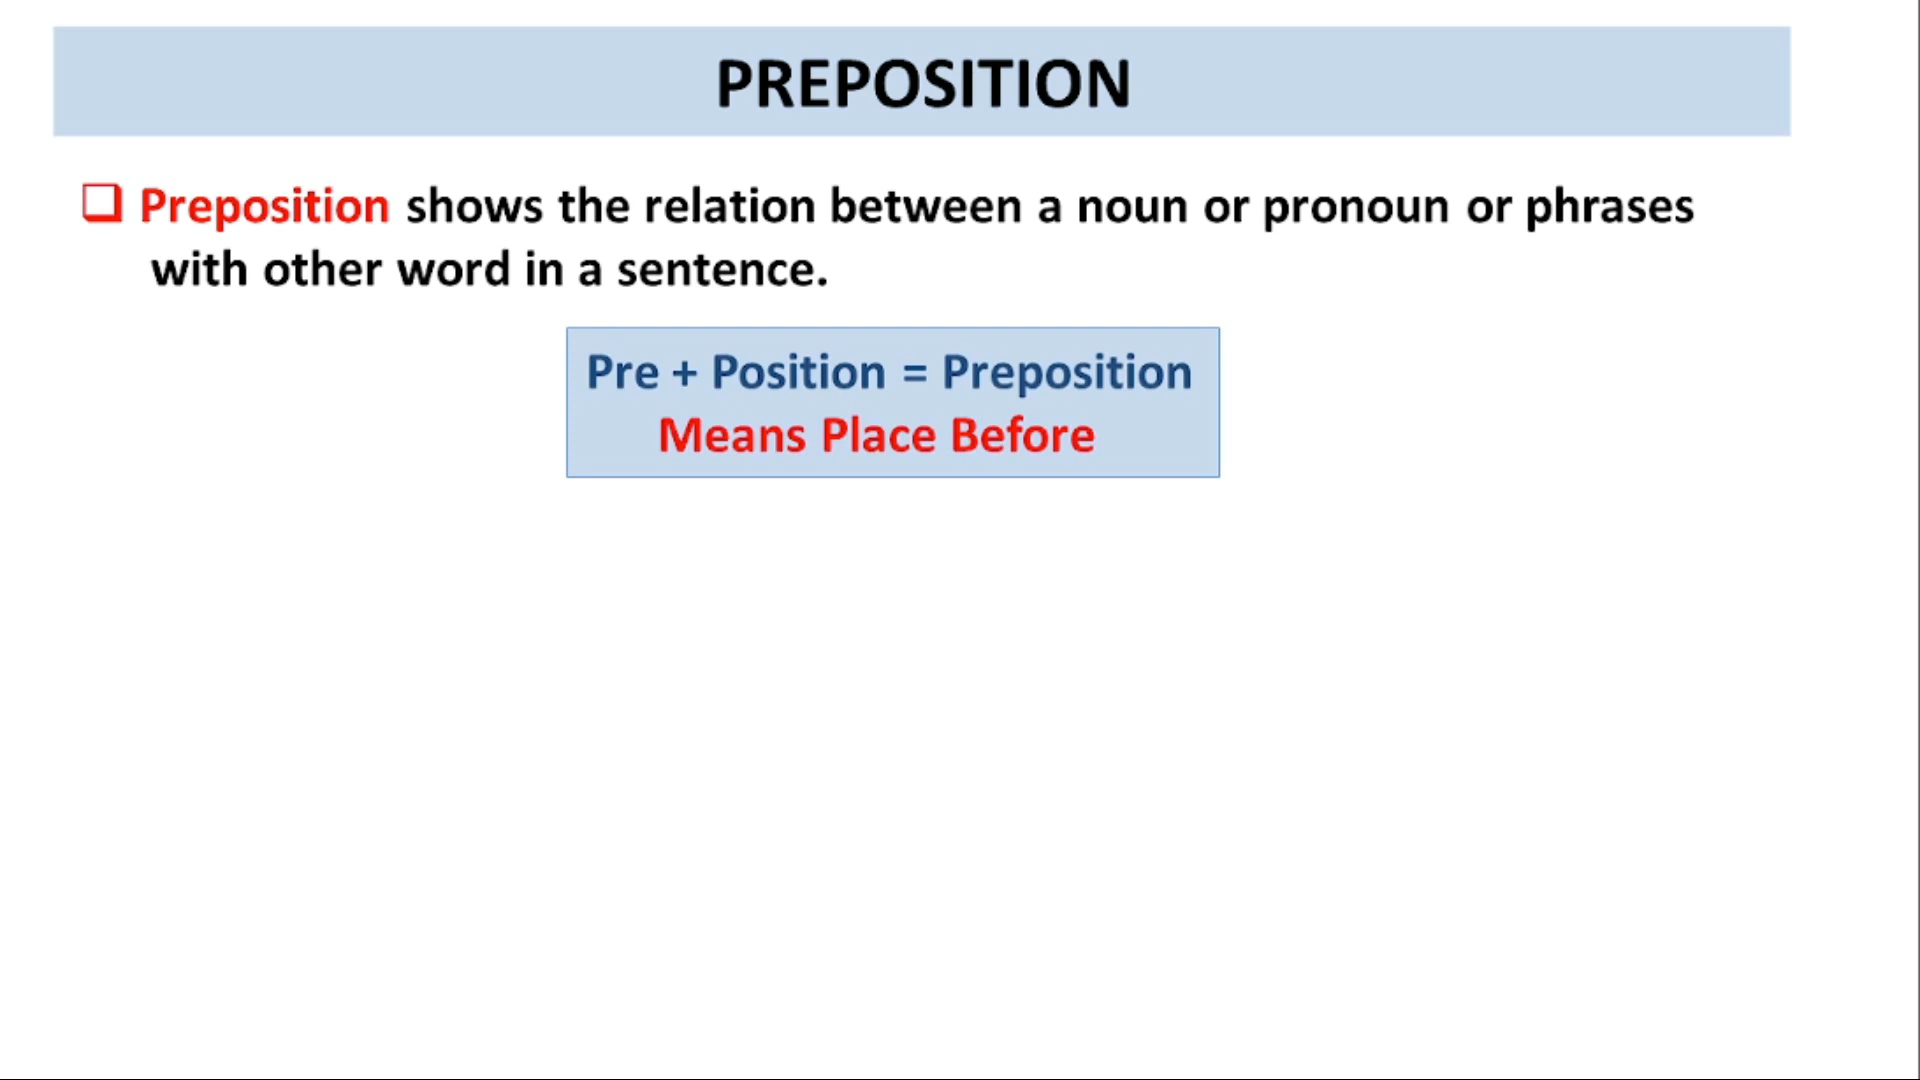 PREPOSITION
❑ Preposition shows the relation between a noun or pronoun or phrases
with other word in a sentence.
Pre + Position = Preposition
Means Place Before